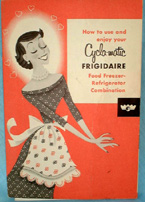 How to use and
enjoy your
Cycla-matic
FRIGIDAIRE
Food Freezer-
Refrigerator
Combination